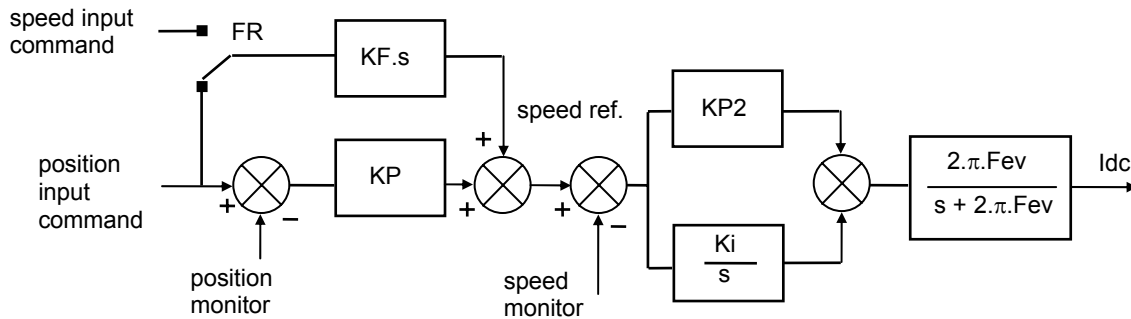 speed input
command
FR
KF.s
speed ref.
+
KP2
position
input
command
+
−
KP
+
+
−
2.π.Fev
s + 2.π.Fev
Idc
position
monitor
speed
monitor
Ki
s